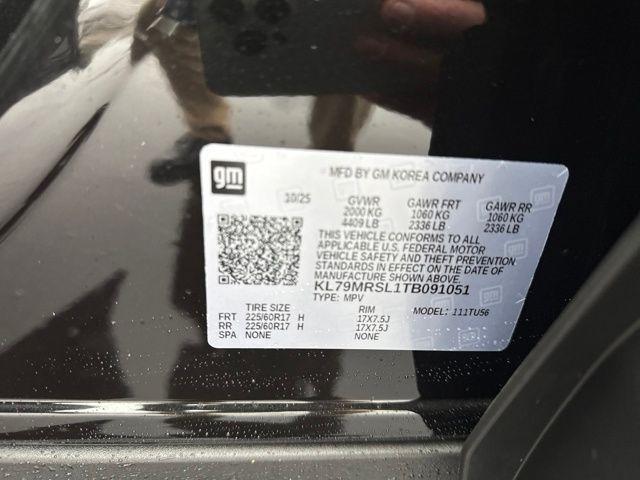 gm
MFD BY GM KOREA COMPANY
10/25 GVWR GAWR FRT GAWR RR
2000 KG 1060 KG 1060 KG
4409 LB 2336 LB 2336 LB
THIS VEHICLE CONFORMS TO ALL
APPLICABLE U.S. FEDERAL MOTOR
VEHICLE SAFETY AND THEFT PREVENTION
STANDARDS IN EFFECT ON THE DATE OF
MANUFACTURE SHOWN ABOVE.
KL79MRSL1TB091051
TYPE: MPV
TIRE SIZE RIM MODEL: 111TU56
FRT 225/60R17 H 17X7.5J
RR 225/60R17 H 17X7.5J
SPA NONE NONE